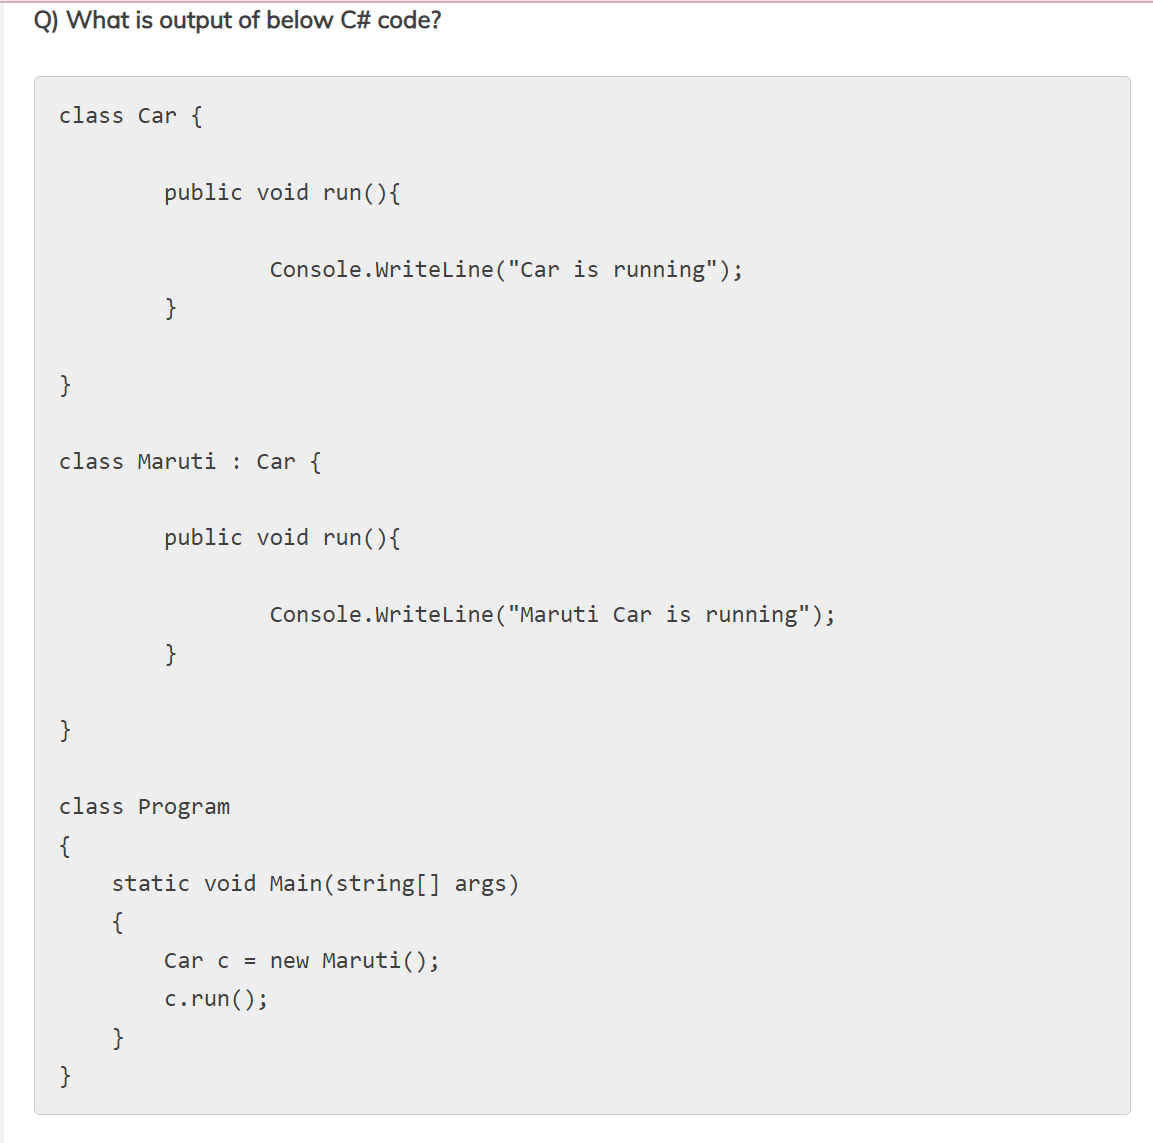 Q) What is output of below C# code?
class Car {
public void run(){
Console.WriteLine("Car is running");
}
}
class Maruti : Car {
public void run(){
Console.WriteLine("Maruti Car is running");
}
}
class Program
{
static void Main(string[] args)
{
Car c = new Maruti();
c.run();
}
}